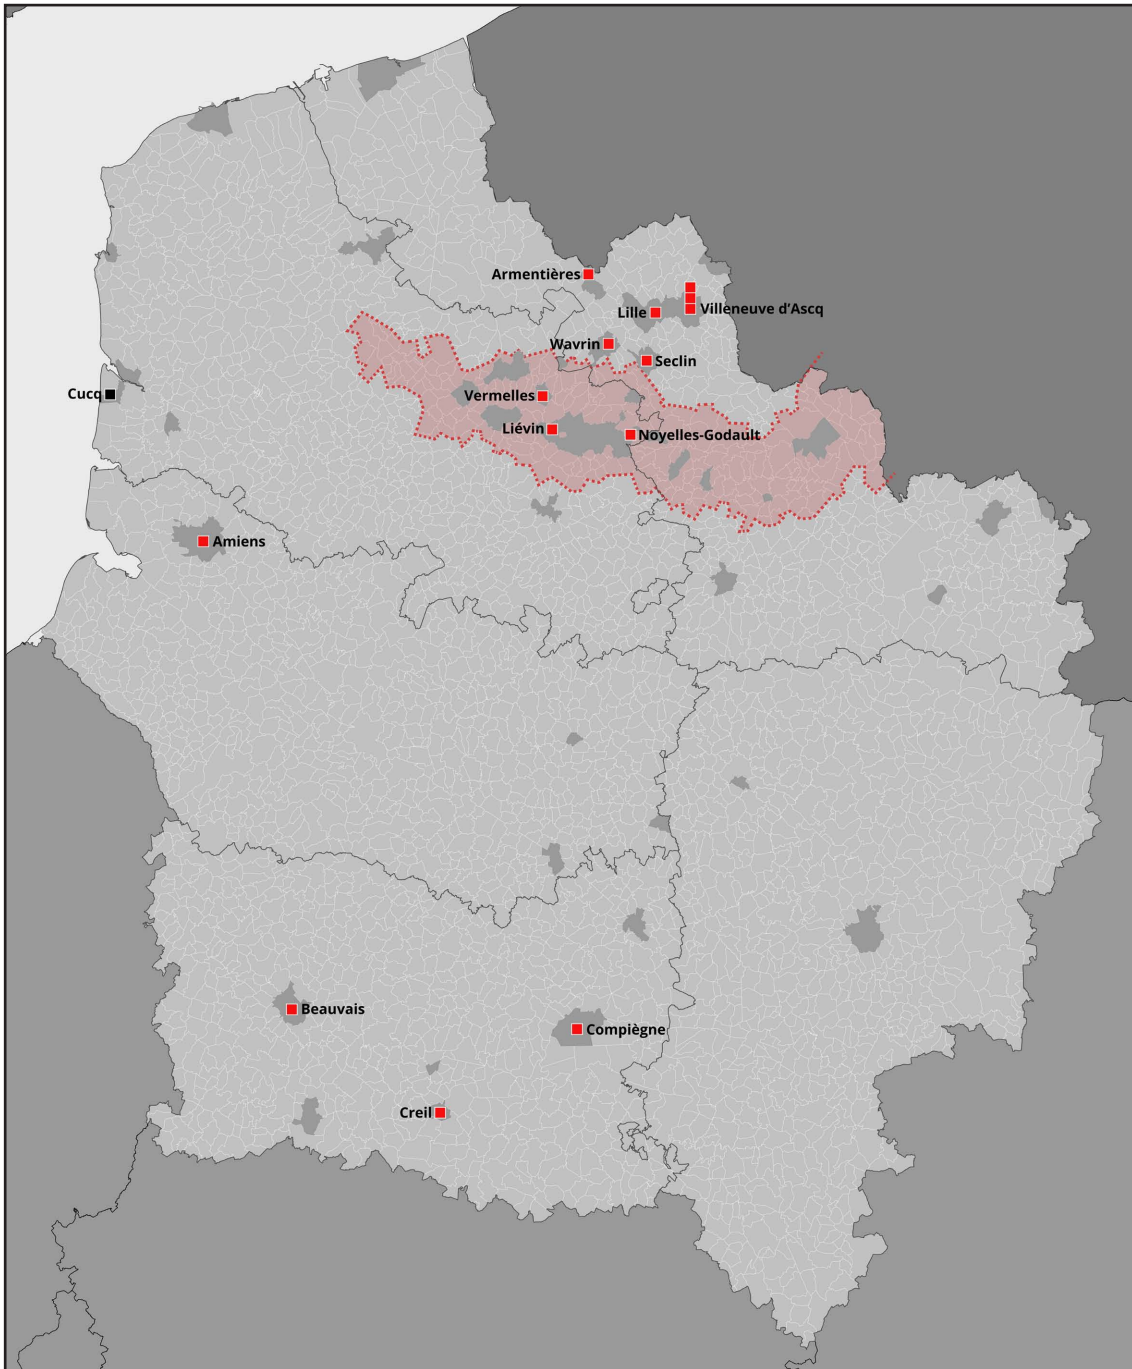 Armentières
Lille
Villeneuve d'Ascq
Wavrin
Seclin
Cucq
Vermelles
Liévin
Noyelles-Godault
Amiens
Beauvais
Compiègne
Creil